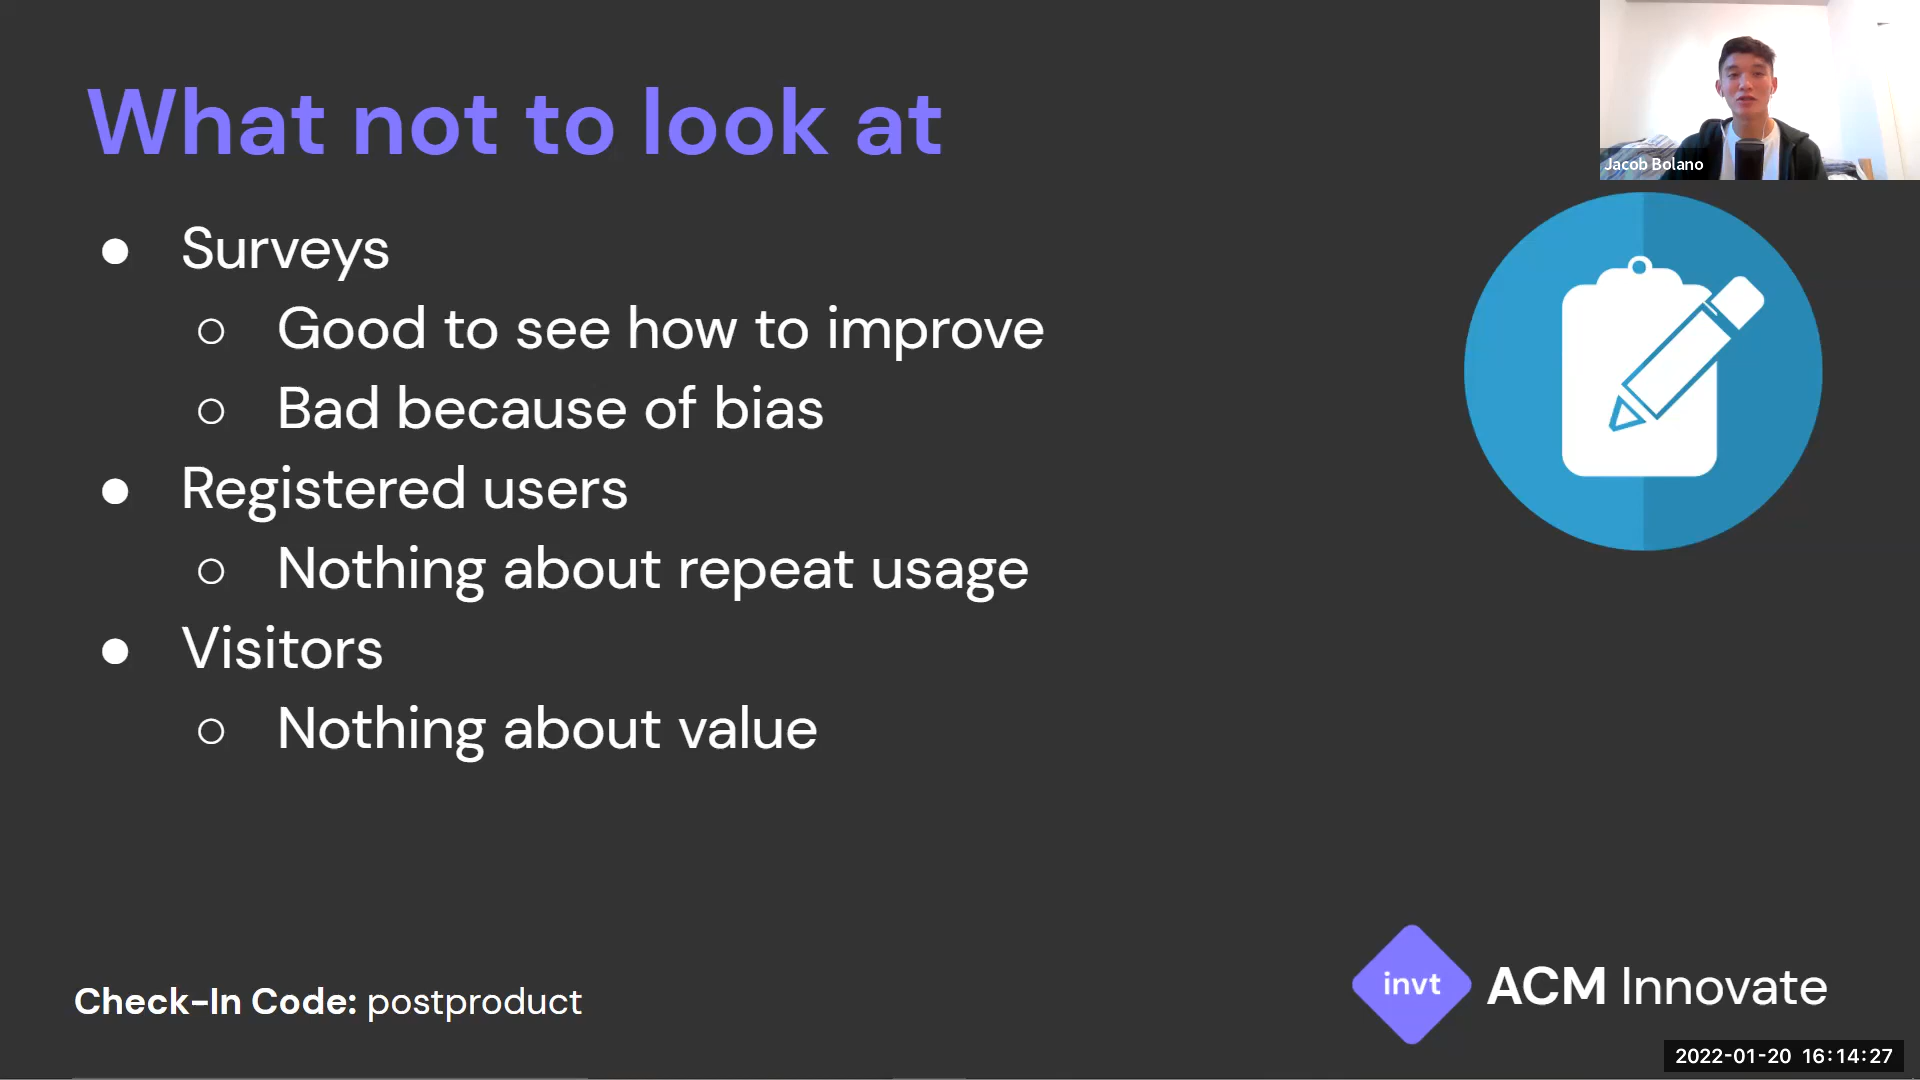 What not to look at
Jacob Bolano
● Surveys
○ Good to see how to improve
○ Bad because of bias
● Registered users
○ Nothing about repeat usage
● Visitors
○ Nothing about value
Check-In Code: postproduct
invt ACM Innovate
2022-01-20 16:14:27